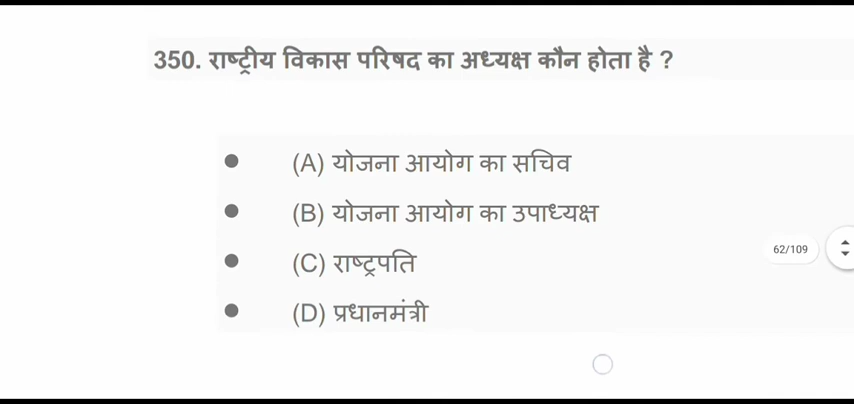 350. राष्ट्रीय विकास परिषद का अध्यक्ष कौन होता है ?
(A) योजना आयोग का सचिव
(B) योजना आयोग का उपाध्यक्ष
62/109
(C) राष्ट्रपति
(D) प्रधानमंत्री